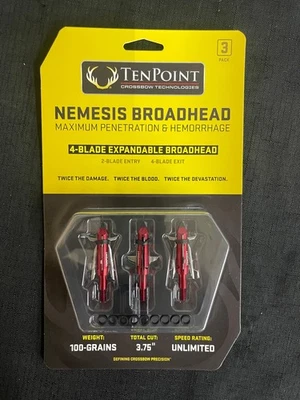 3
PACK
TENPOINT
CROSSBOW TECHNOLOGIES
NEMESIS BROADHEAD
MAXIMUM PENETRATION & HEMORRHAGE
4-BLADE EXPANDABLE BROADHEAD
2-BLADE ENTRY 4-BLADE EXIT
TWICE THE DAMAGE. TWICE THE BLOOD. TWICE THE DEVASTATION.
WEIGHT: TOTAL CUT: SPEED RATING:
100-GRAINS 3.75" UNLIMITED
DEFINING CROSSBOW PRECISION